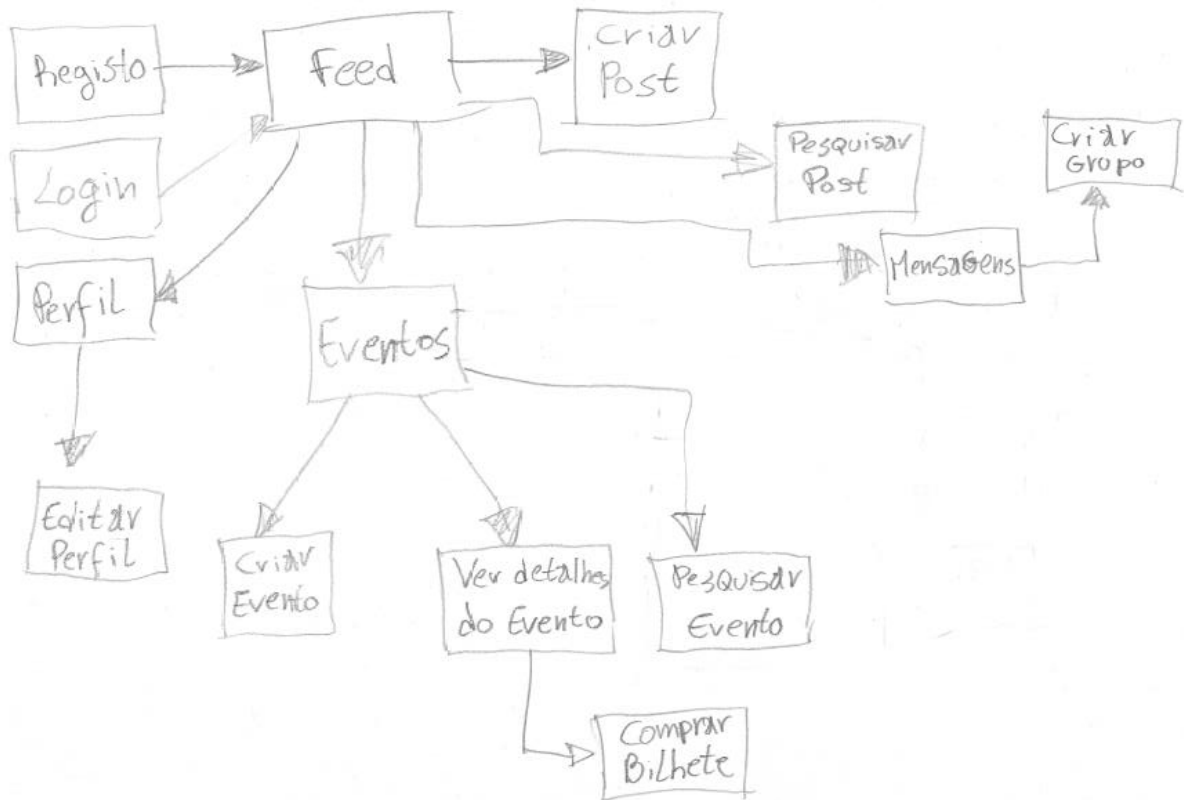 Registo
Feed
Criar
Post
Login
Pesquisar
Post
Criar
Grupo
Perfil
Mensagens
Eventos
Editar
Perfil
Criar
Evento
Ver detalhes
do Evento
Pesquisar
Evento
Comprar
Bilhete